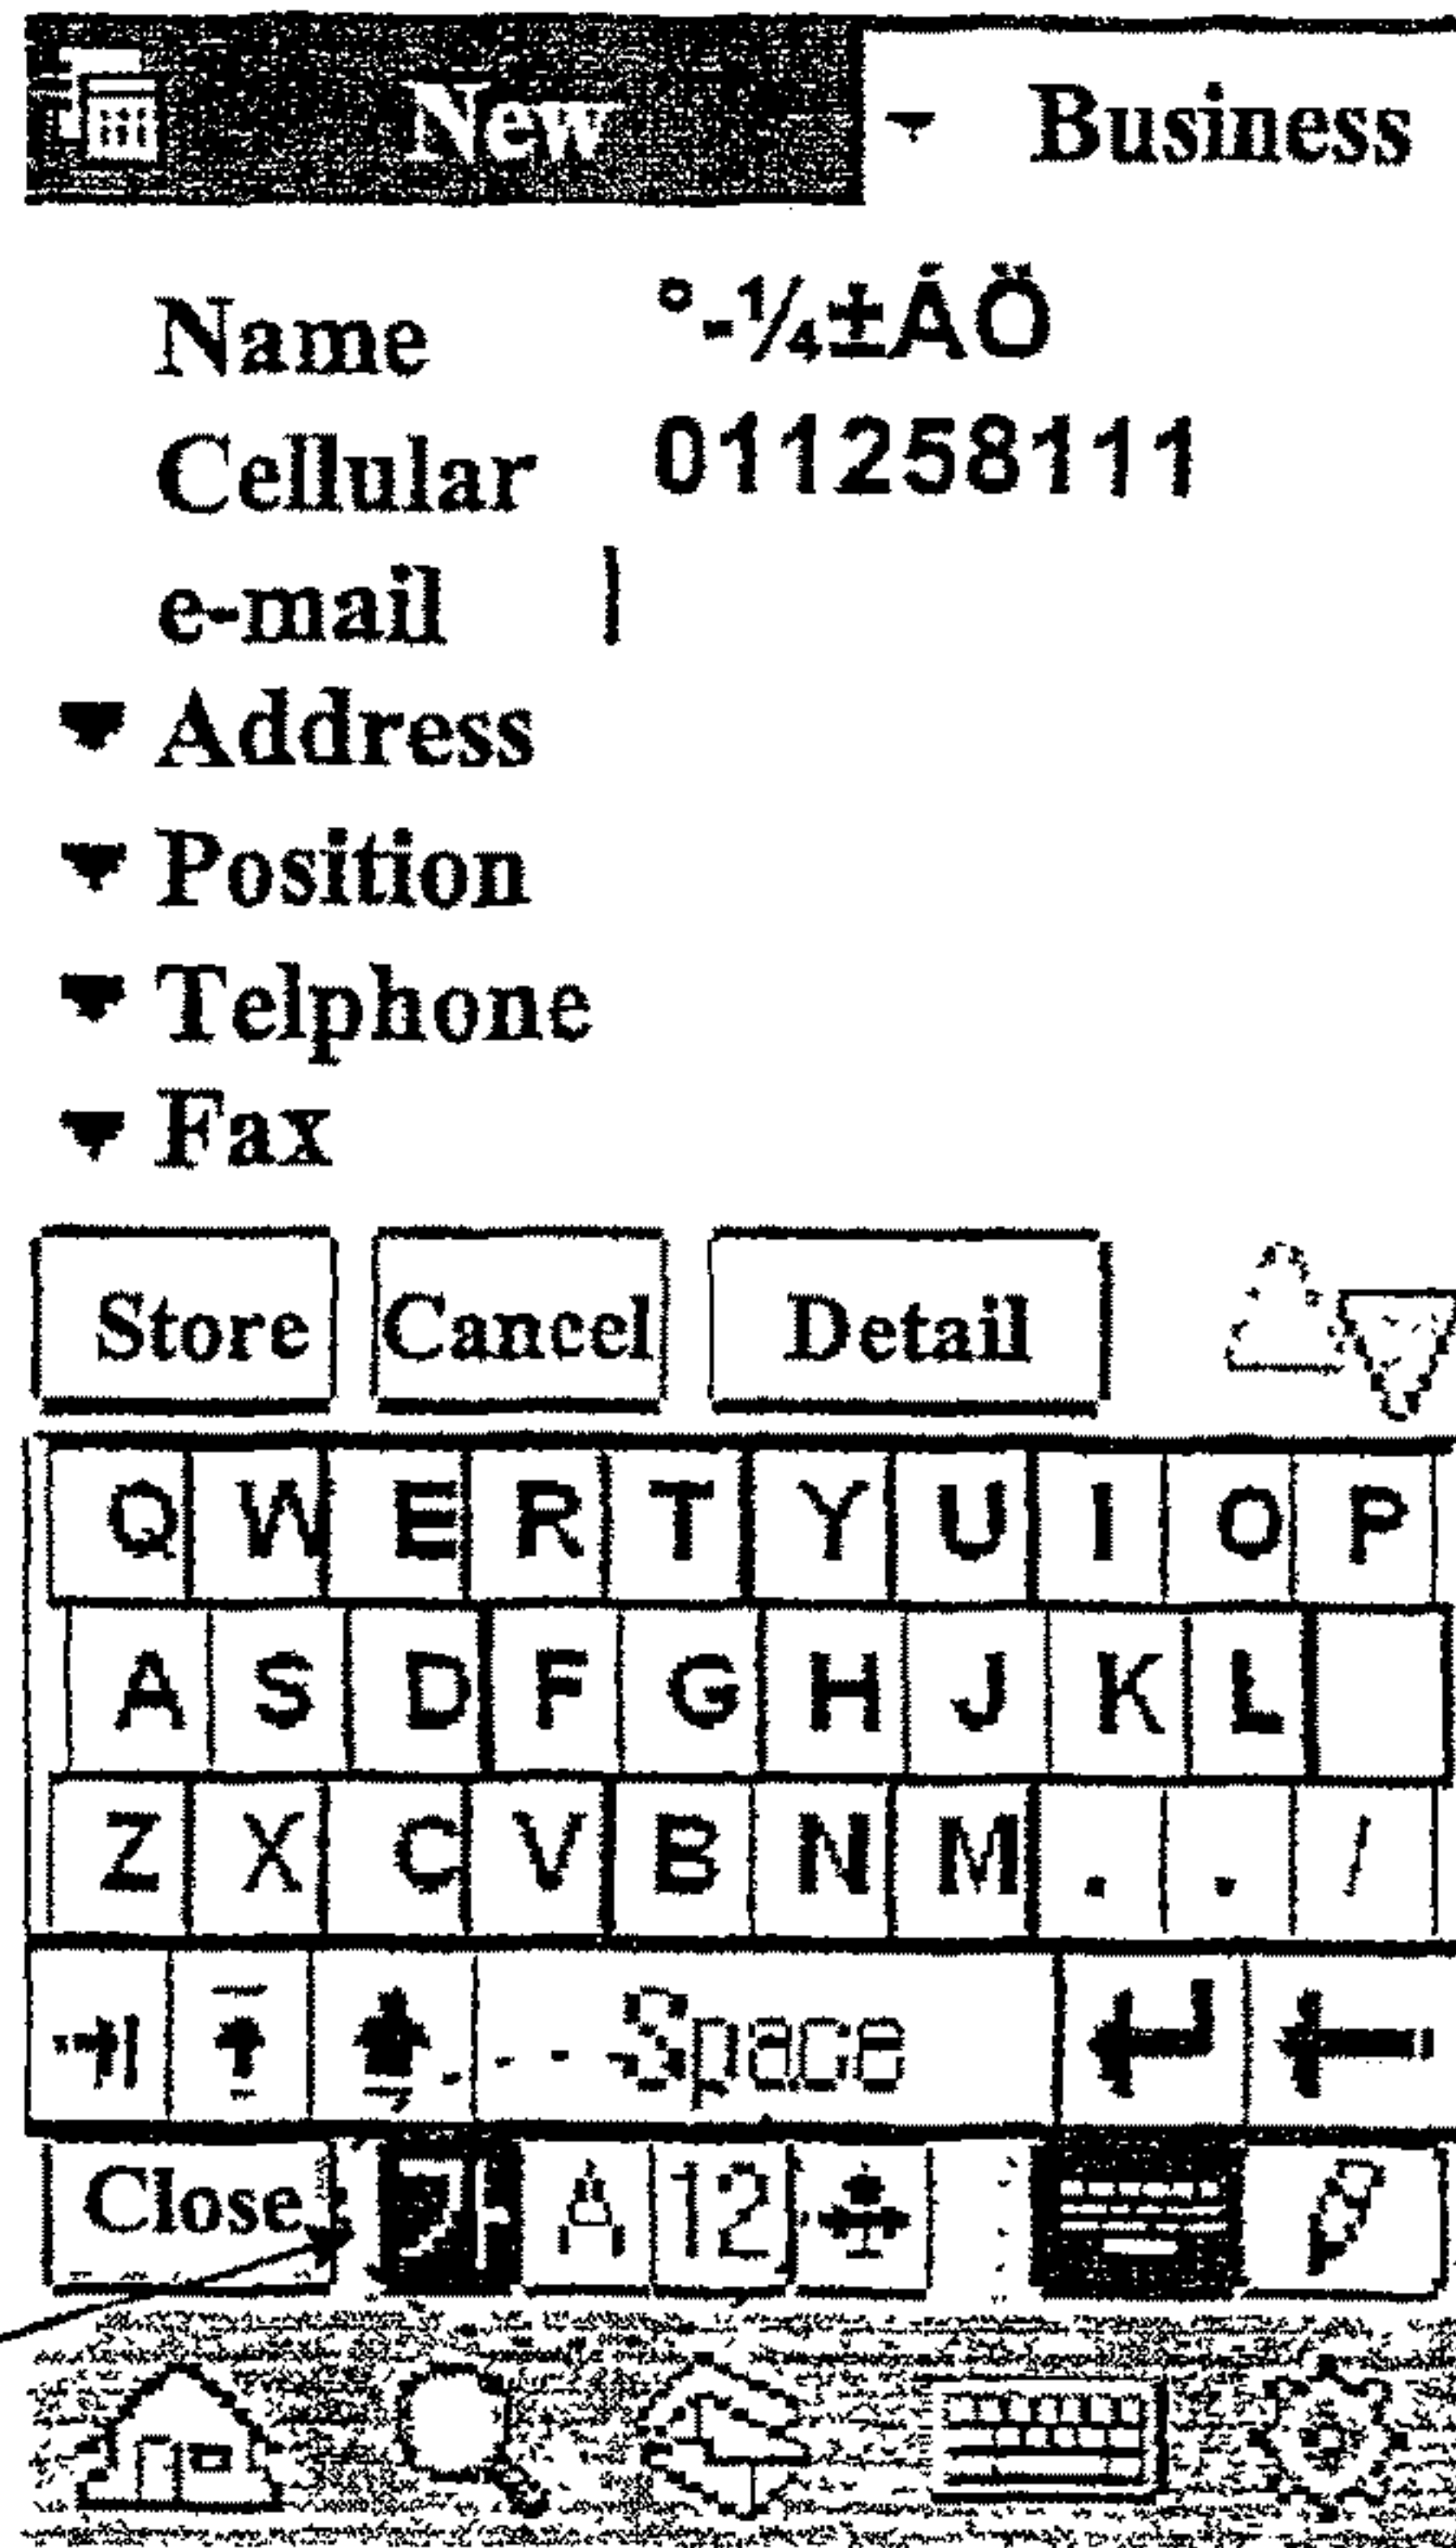 New Business
Name °-¼±ÁÖ
Cellular 011258111
e-mail
Address
Position
Telphone
Fax
Store Cancel Detail
Q W E R T Y U I O P
A S D F G H J K L
Z X C V B N M . . /
Space
Close 가 A 12